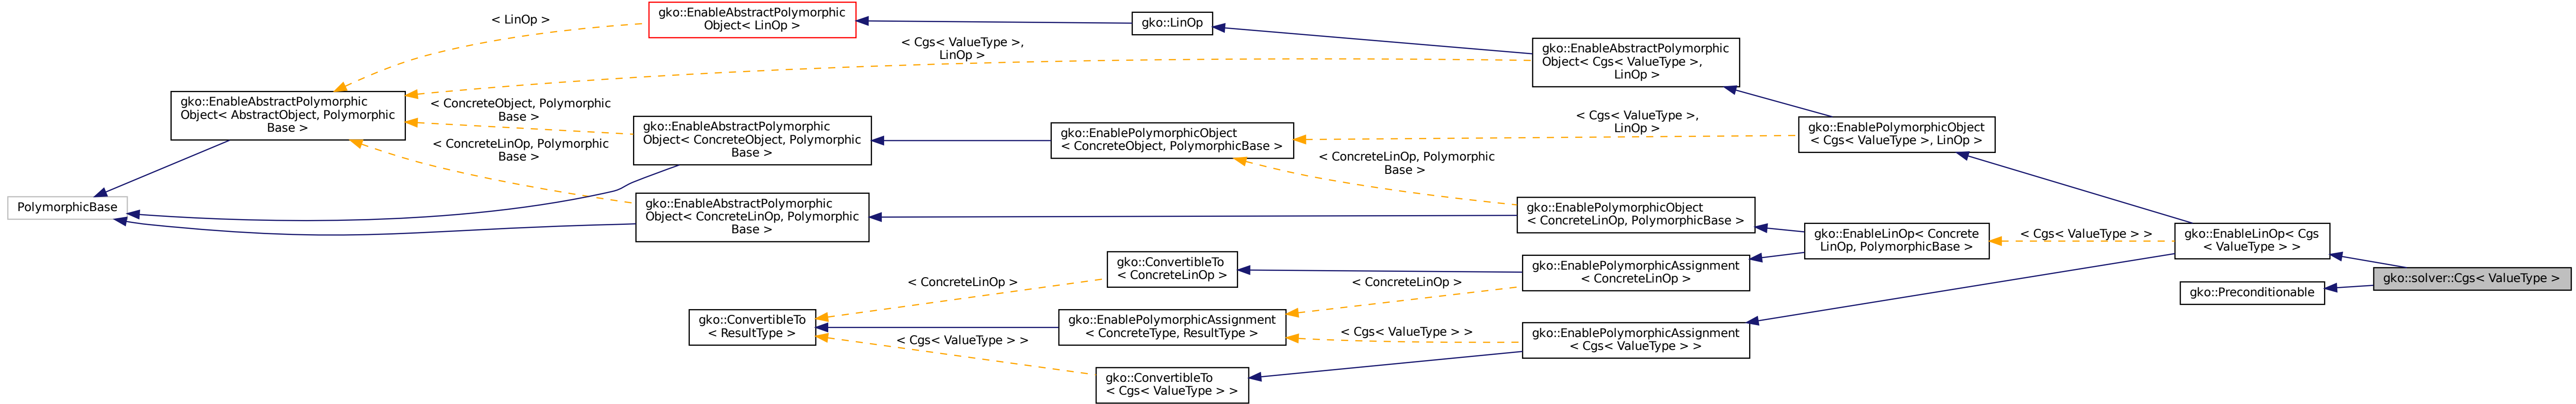 gko::EnableAbstractPolymorphic
Object< LinOp >
< LinOp >
gko::LinOp
< Cgs< ValueType >,
LinOp >
gko::EnableAbstractPolymorphic
Object< Cgs< ValueType >,
LinOp >
gko::EnableAbstractPolymorphic
Object< AbstractObject, Polymorphic
Base >
< ConcreteObject, Polymorphic
Base >
gko::EnableAbstractPolymorphic
Object< ConcreteObject, Polymorphic
Base >
gko::EnablePolymorphicObject
< ConcreteObject, PolymorphicBase >
< Cgs< ValueType >,
LinOp >
gko::EnablePolymorphicObject
< Cgs< ValueType >, LinOp >
< ConcreteLinOp, Polymorphic
Base >
< ConcreteLinOp, Polymorphic
Base >
PolymorphicBase
gko::EnableAbstractPolymorphic
Object< ConcreteLinOp, Polymorphic
Base >
gko::EnablePolymorphicObject
< ConcreteLinOp, PolymorphicBase >
gko::EnableLinOp< Concrete
LinOp, PolymorphicBase >
< Cgs< ValueType > >
gko::EnableLinOp< Cgs
< ValueType > >
gko::ConvertibleTo
< ConcreteLinOp >
gko::EnablePolymorphicAssignment
< ConcreteLinOp >
gko::solver::Cgs< ValueType >
< ConcreteLinOp >
< ConcreteLinOp >
gko::Preconditionable
gko::ConvertibleTo
< ResultType >
gko::EnablePolymorphicAssignment
< ConcreteType, ResultType >
< Cgs< ValueType > >
gko::EnablePolymorphicAssignment
< Cgs< ValueType > >
< Cgs< ValueType > >
gko::ConvertibleTo
< Cgs< ValueType > >